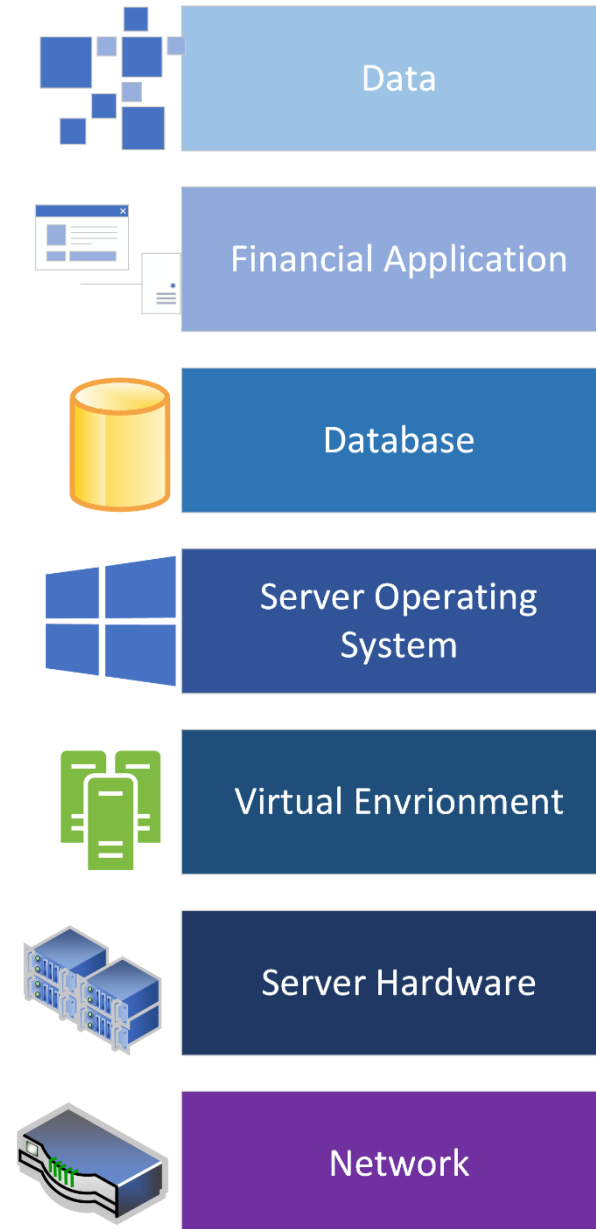 Data
Financial Application
Database
Server Operating
System
Virtual Envrionment
Server Hardware
Network